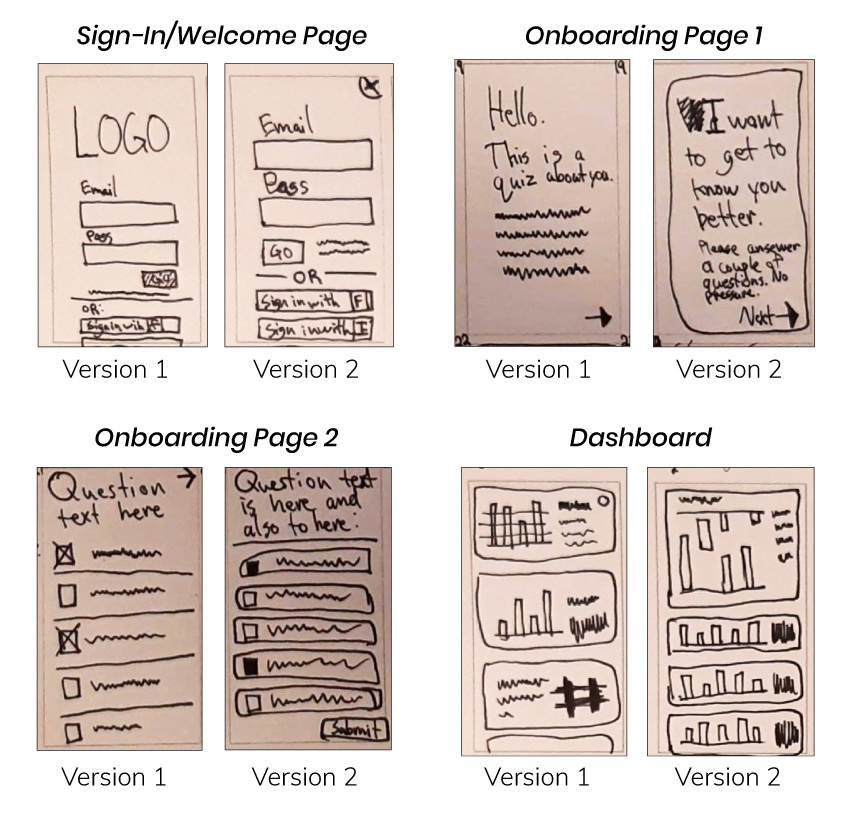 Sign-In/Welcome Page
LOGO
Email
Pass
OR:
Sign in with F
Version 1
Email
Pass
GO
OR
Sign in with F
Sign in with I
Version 2
Onboarding Page 1
Hello.
This is a
quiz about you.
Version 1
I want
to get to
know you
better.
Please ansewer
a couple of
questions. No
pressure.
Next
Version 2
Onboarding Page 2
Question
text here
Version 1
Question text
is here and
also to here:
Submit
Version 2
Dashboard
Version 1
Version 2